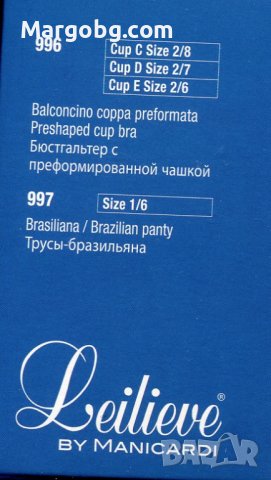 Margobg.com
996 Cup C Size 2/8
Cup D Size 2/7
Cup E Size 2/6
Balconcino coppa preformata
Preshaped cup bra
Бюстгальтер с
преформированной чашкой
997 Size 1/6
Brasiliana / Brazilian panty
Трусы-бразильяна
Leilieve®
BY MANICARDI
BAZAR